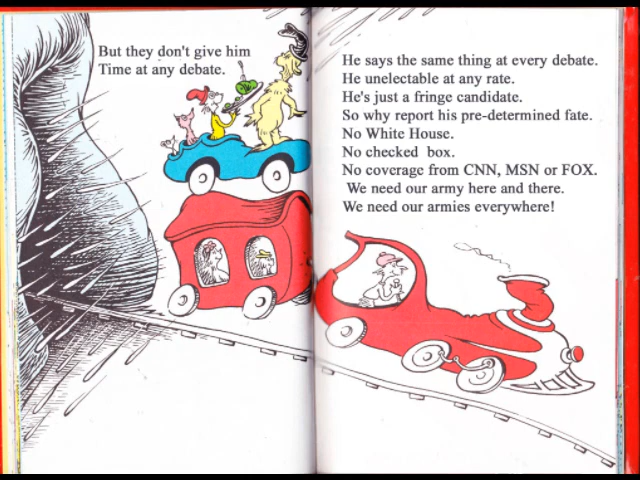 But they don't give him
Time at any debate.
He says the same thing at every debate.
He unelectable at any rate.
He's just a fringe candidate.
So why report his pre-determined fate.
No White House.
No checked box.
No coverage from CNN, MSN or FOX.
We need our army here and there.
We need our armies everywhere!